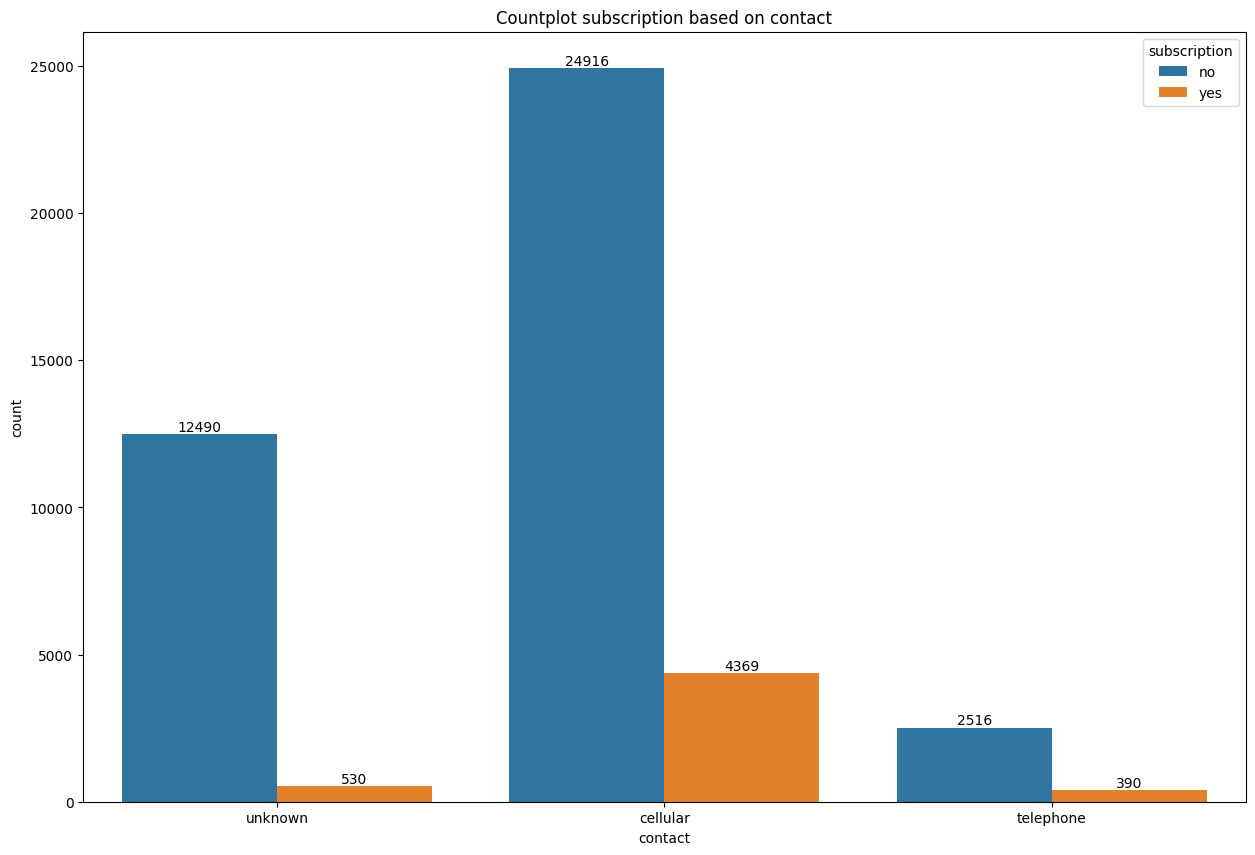 Countplot subscription based on contact
subscription
no
yes
count
25000
20000
15000
10000
5000
0
12490
530
24916
4369
2516
390
unknown
cellular
telephone
contact